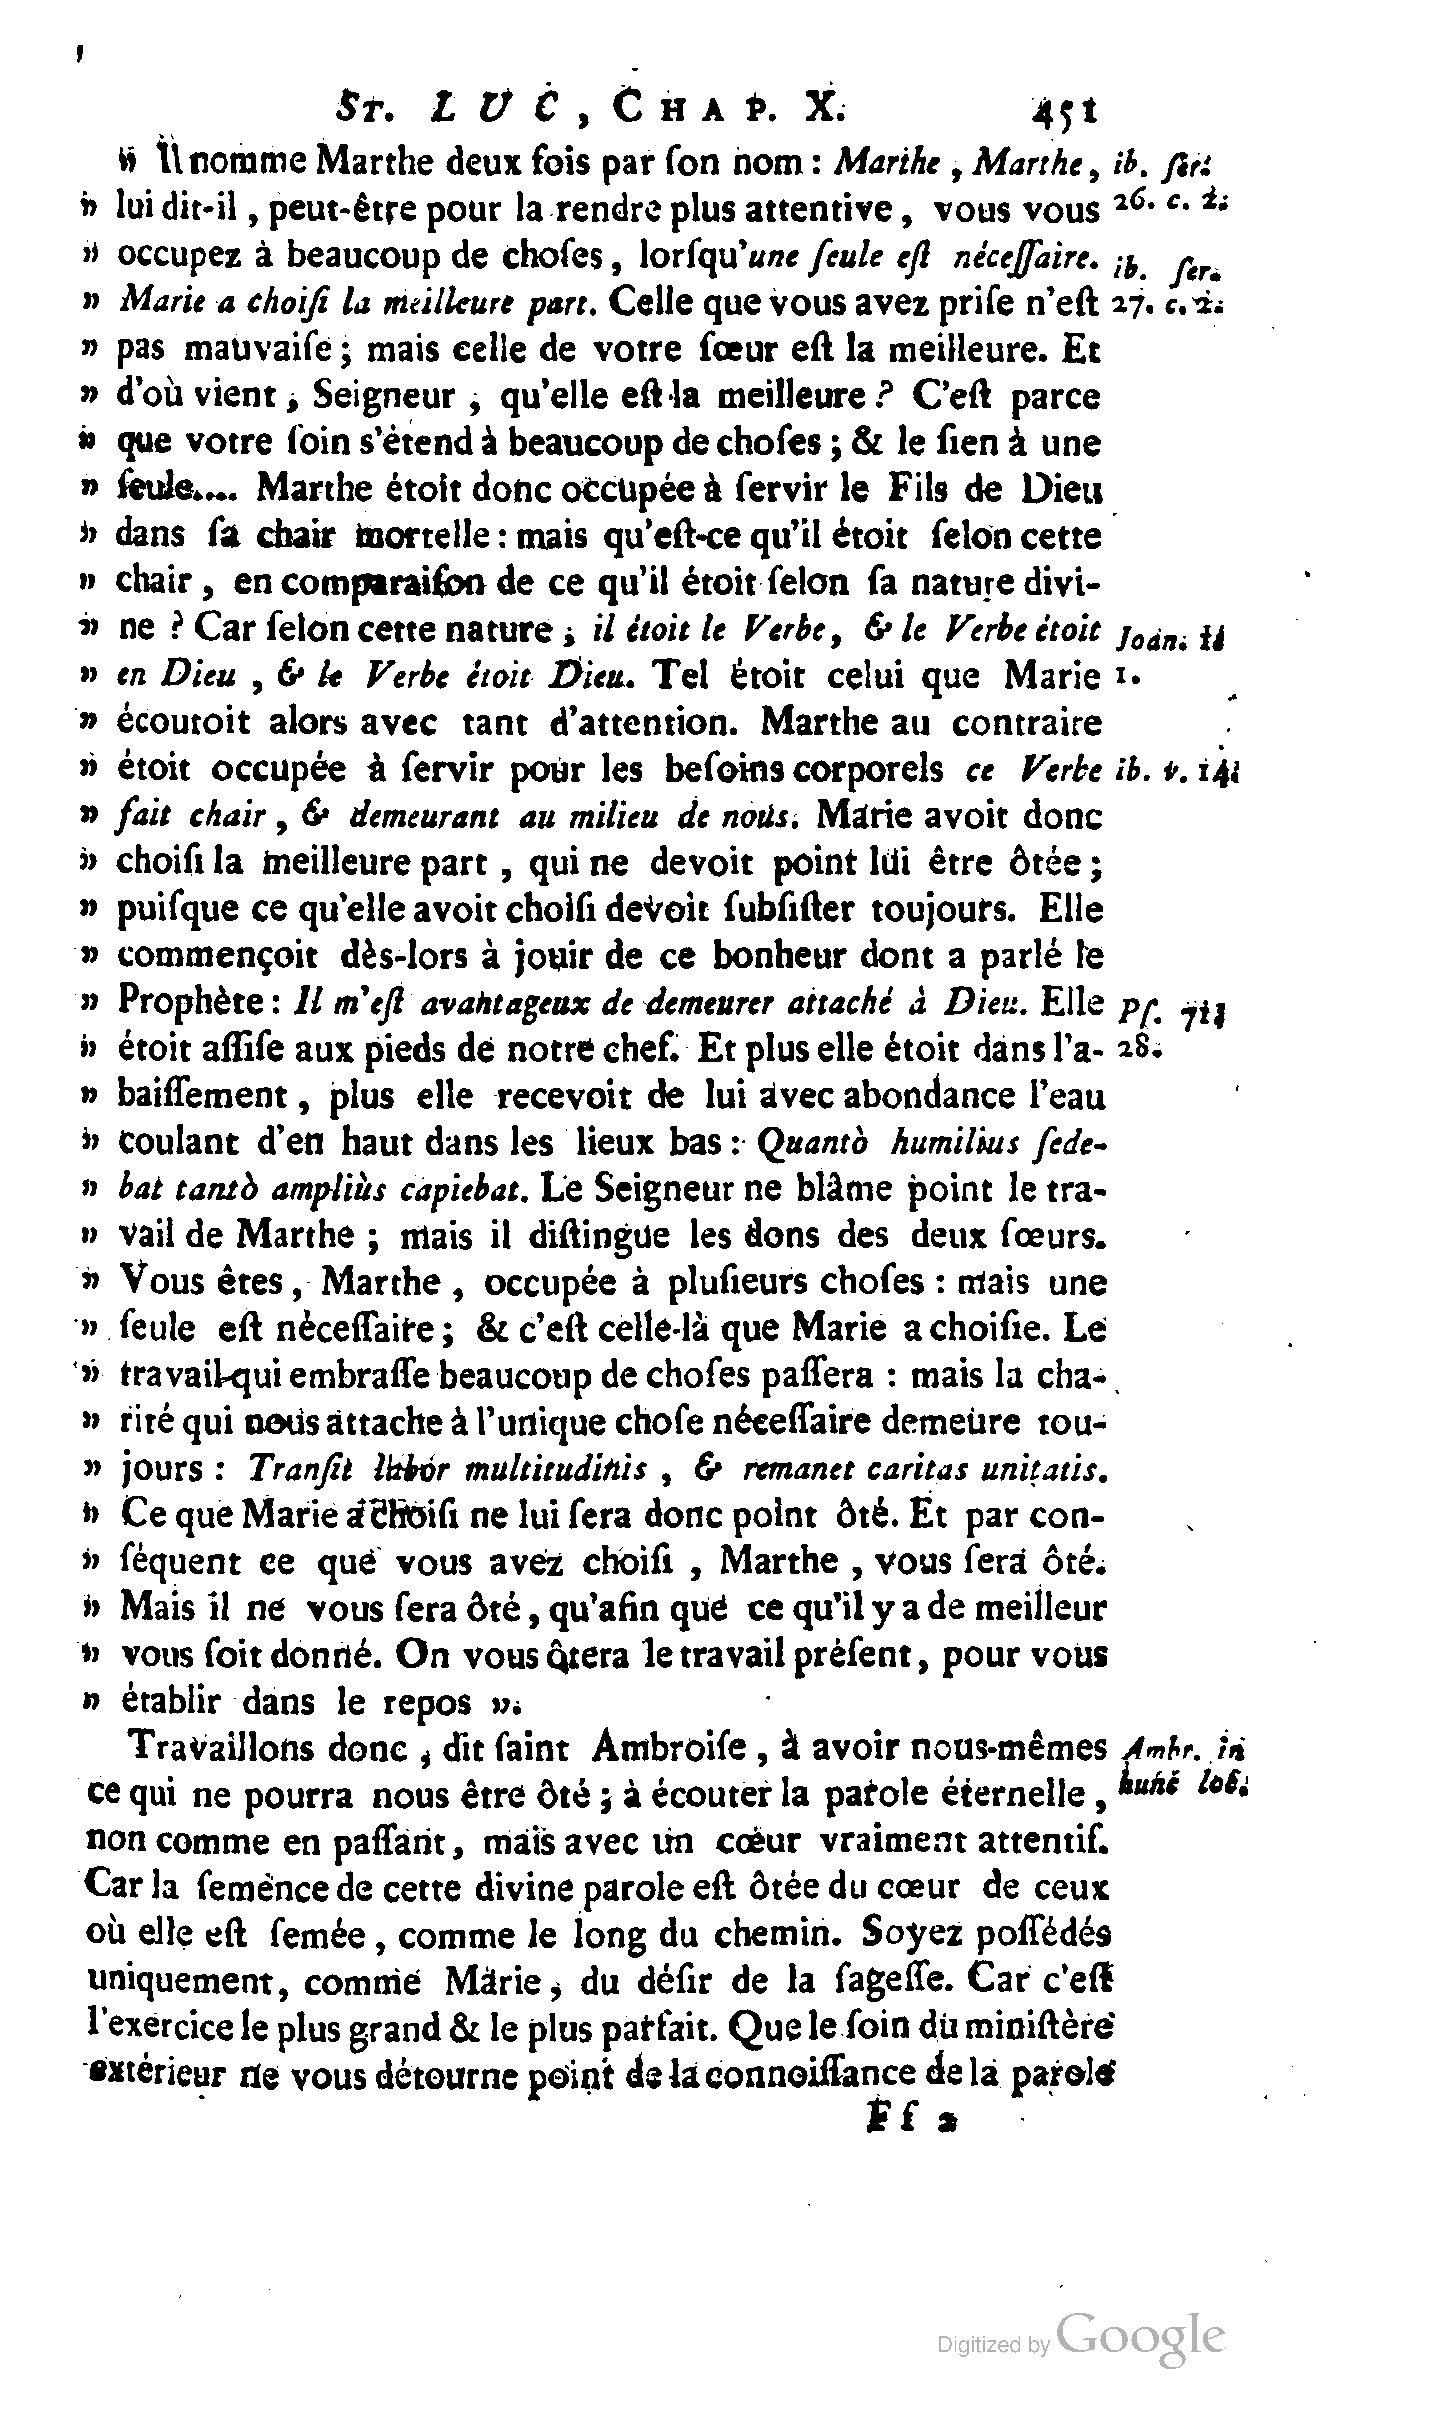 St. LUC, CHAP. X. 451
» Il nomme Marthe deux fois par ſon nom : Marthe, Marthe, ib. ſer.
» lui dit-il, peut-être pour la rendre plus attentive, vous vous 26. c. 2.
» occupez à beaucoup de choſes, lorſqu'une ſeule eſt néceſſaire. ib. ſer.
» Marie a choiſi la meilleure part. Celle que vous avez priſe n'eſt 27. c. 2.
» pas mauvaiſe ; mais celle de votre ſœur eſt la meilleure. Et
» d'où vient, Seigneur, qu'elle eſt la meilleure ? C'eſt parce
» que votre ſoin s'étend à beaucoup de choſes ; & le ſien à une
» ſeule.... Marthe étoit donc occupée à ſervir le Fils de Dieu
» dans ſa chair mortelle : mais qu'eſt-ce qu'il étoit ſelon cette
» chair, en comparaiſon de ce qu'il étoit ſelon ſa nature divi-
» ne ? Car ſelon cette nature, il étoit le Verbe, & le Verbe étoit Joan. 1.
» en Dieu, & le Verbe étoit Dieu. Tel étoit celui que Marie 1.
» écoutoit alors avec tant d'attention. Marthe au contraire
» étoit occupée à ſervir pour les beſoins corporels ce Verbe ib. v. 14.
» fait chair, & demeurant au milieu de nous. Marie avoit donc
» choiſi la meilleure part, qui ne devoit point lui être ôtée ;
» puiſque ce qu'elle avoit choiſi devoit ſubſiſter toujours. Elle
» commençoit dès-lors à jouir de ce bonheur dont a parlé le
» Prophète : Il m'eſt avantageux de demeurer attaché à Dieu. Elle Pſ. 72.
» étoit aſſiſe aux pieds de notre chef. Et plus elle étoit dans l'a- 28.
» baiſſement, plus elle recevoit de lui avec abondance l'eau
» coulant d'en haut dans les lieux bas : Quantò humilius ſede-
» bat tantò ampliùs capiebat. Le Seigneur ne blâme point le tra-
» vail de Marthe ; mais il diſtingue les dons des deux ſœurs.
» Vous êtes, Marthe, occupée à pluſieurs choſes : mais une
» ſeule eſt néceſſaire ; & c'eſt celle-là que Marie a choiſie. Le
» travail qui embraſſe beaucoup de choſes paſſera : mais la cha-
» rité qui nous attache à l'unique choſe néceſſaire demeure tou-
» jours : Tranſit labor multitudinis, & remanet caritas unitatis.
» Ce que Marie a choiſi ne lui ſera donc point ôté. Et par con-
» ſéquent ce que vous avez choiſi, Marthe, vous ſera ôté.
» Mais il ne vous ſera ôté, qu'afin que ce qu'il y a de meilleur
» vous ſoit donné. On vous ôtera le travail préſent, pour vous
» établir dans le repos ».
Travaillons donc, dit ſaint Ambroiſe, à avoir nous-mêmes Ambr. in
ce qui ne pourra nous être ôté ; à écouter la parole éternelle, hunc loc.
non comme en paſſant, mais avec un cœur vraiment attentif.
Car la ſemence de cette divine parole eſt ôtée du cœur de ceux
où elle eſt ſemée, comme le long du chemin. Soyez poſſédés
uniquement, comme Marie, du déſir de la ſageſſe. Car c'eſt
l'exercice le plus grand & le plus parfait. Que le ſoin du miniſtère
extérieur ne vous détourne point de la connoiſſance de la parole
Ff 2
Digitized by Google